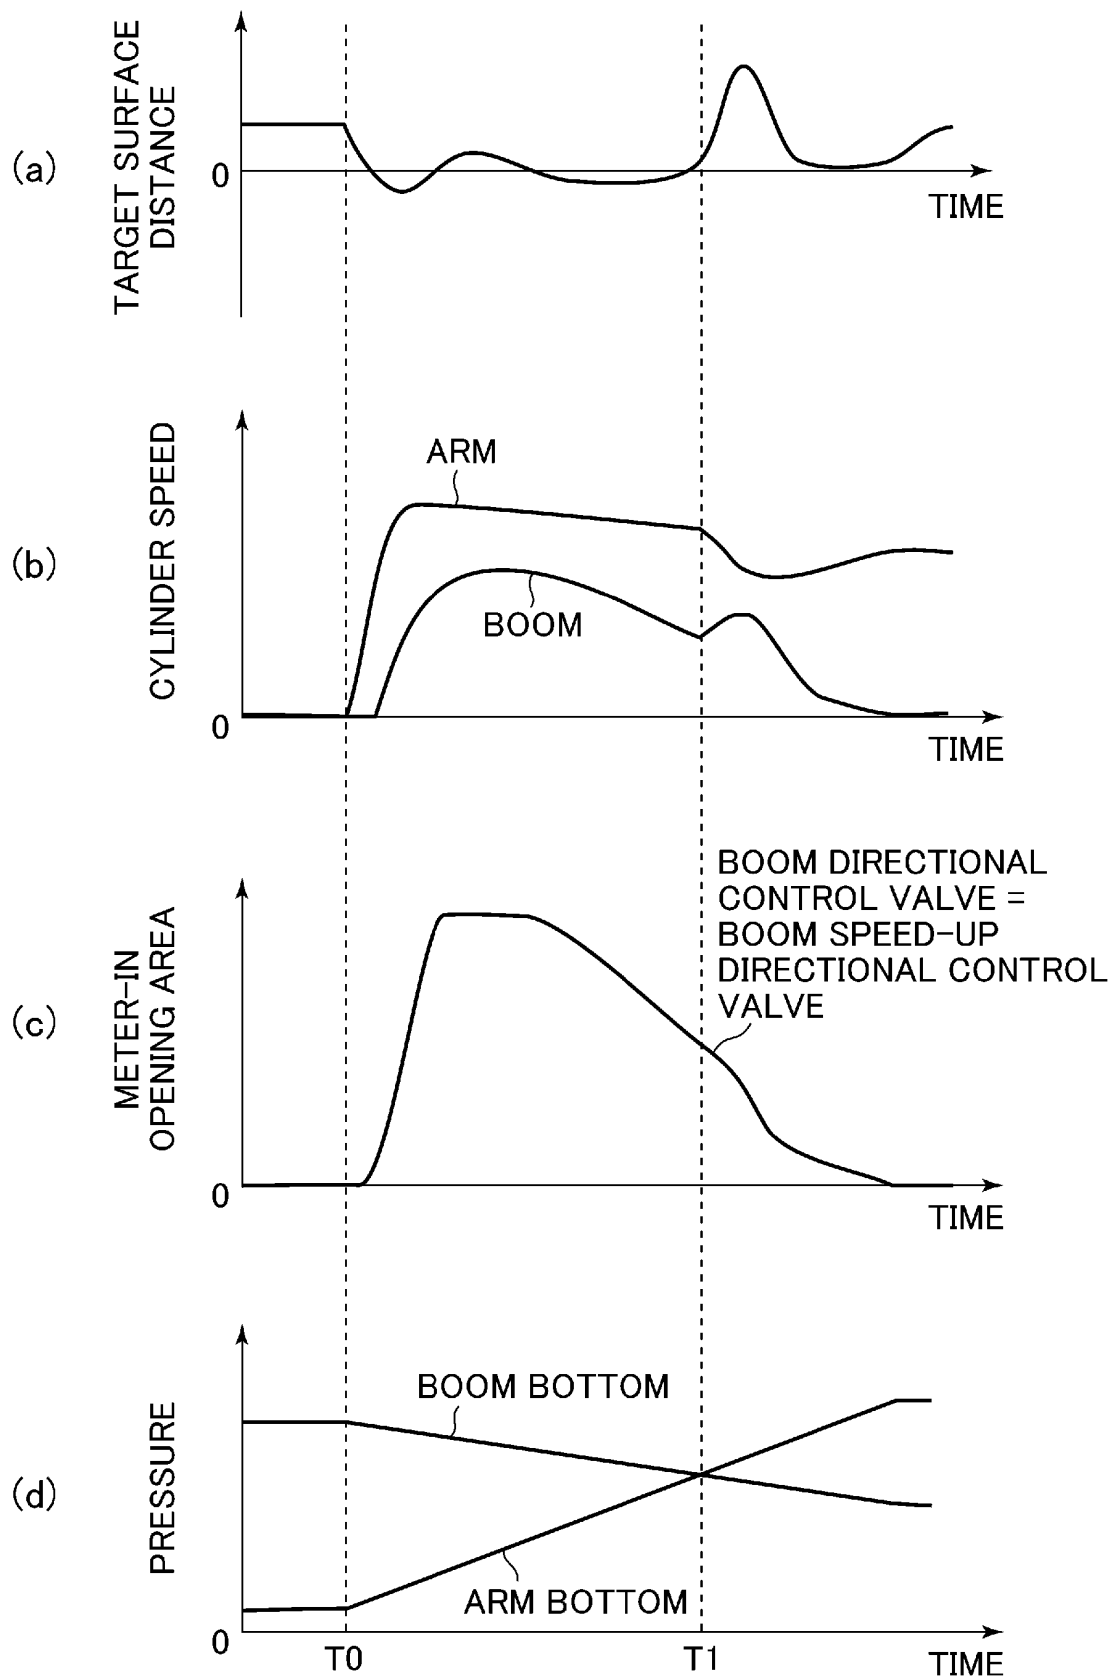 (a)
TARGET SURFACE
DISTANCE
0
TIME
(b)
CYLINDER SPEED
ARM
BOOM
0
TIME
(c)
METER-IN
OPENING AREA
BOOM DIRECTIONAL
CONTROL VALVE =
BOOM SPEED-UP
DIRECTIONAL CONTROL
VALVE
0
TIME
(d)
PRESSURE
BOOM BOTTOM
ARM BOTTOM
0
T0
T1
TIME